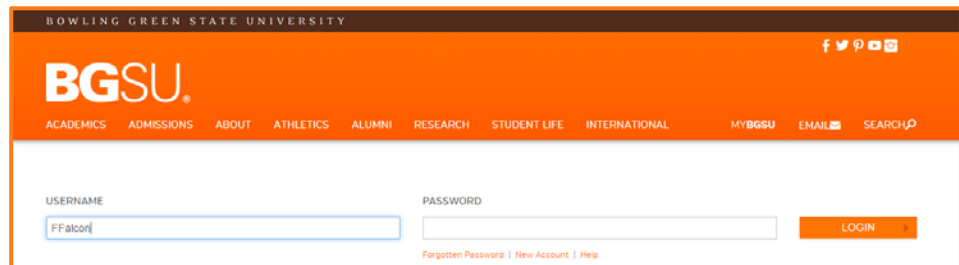 BOWLING GREEN STATE UNIVERSITY
BGSU®
ACADEMICS ADMISSIONS ABOUT ATHLETICS ALUMNI RESEARCH STUDENT LIFE INTERNATIONAL MYBGSU EMAIL SEARCH
USERNAME PASSWORD
FFalcon LOGIN
Forgotten Password | New Account | Help